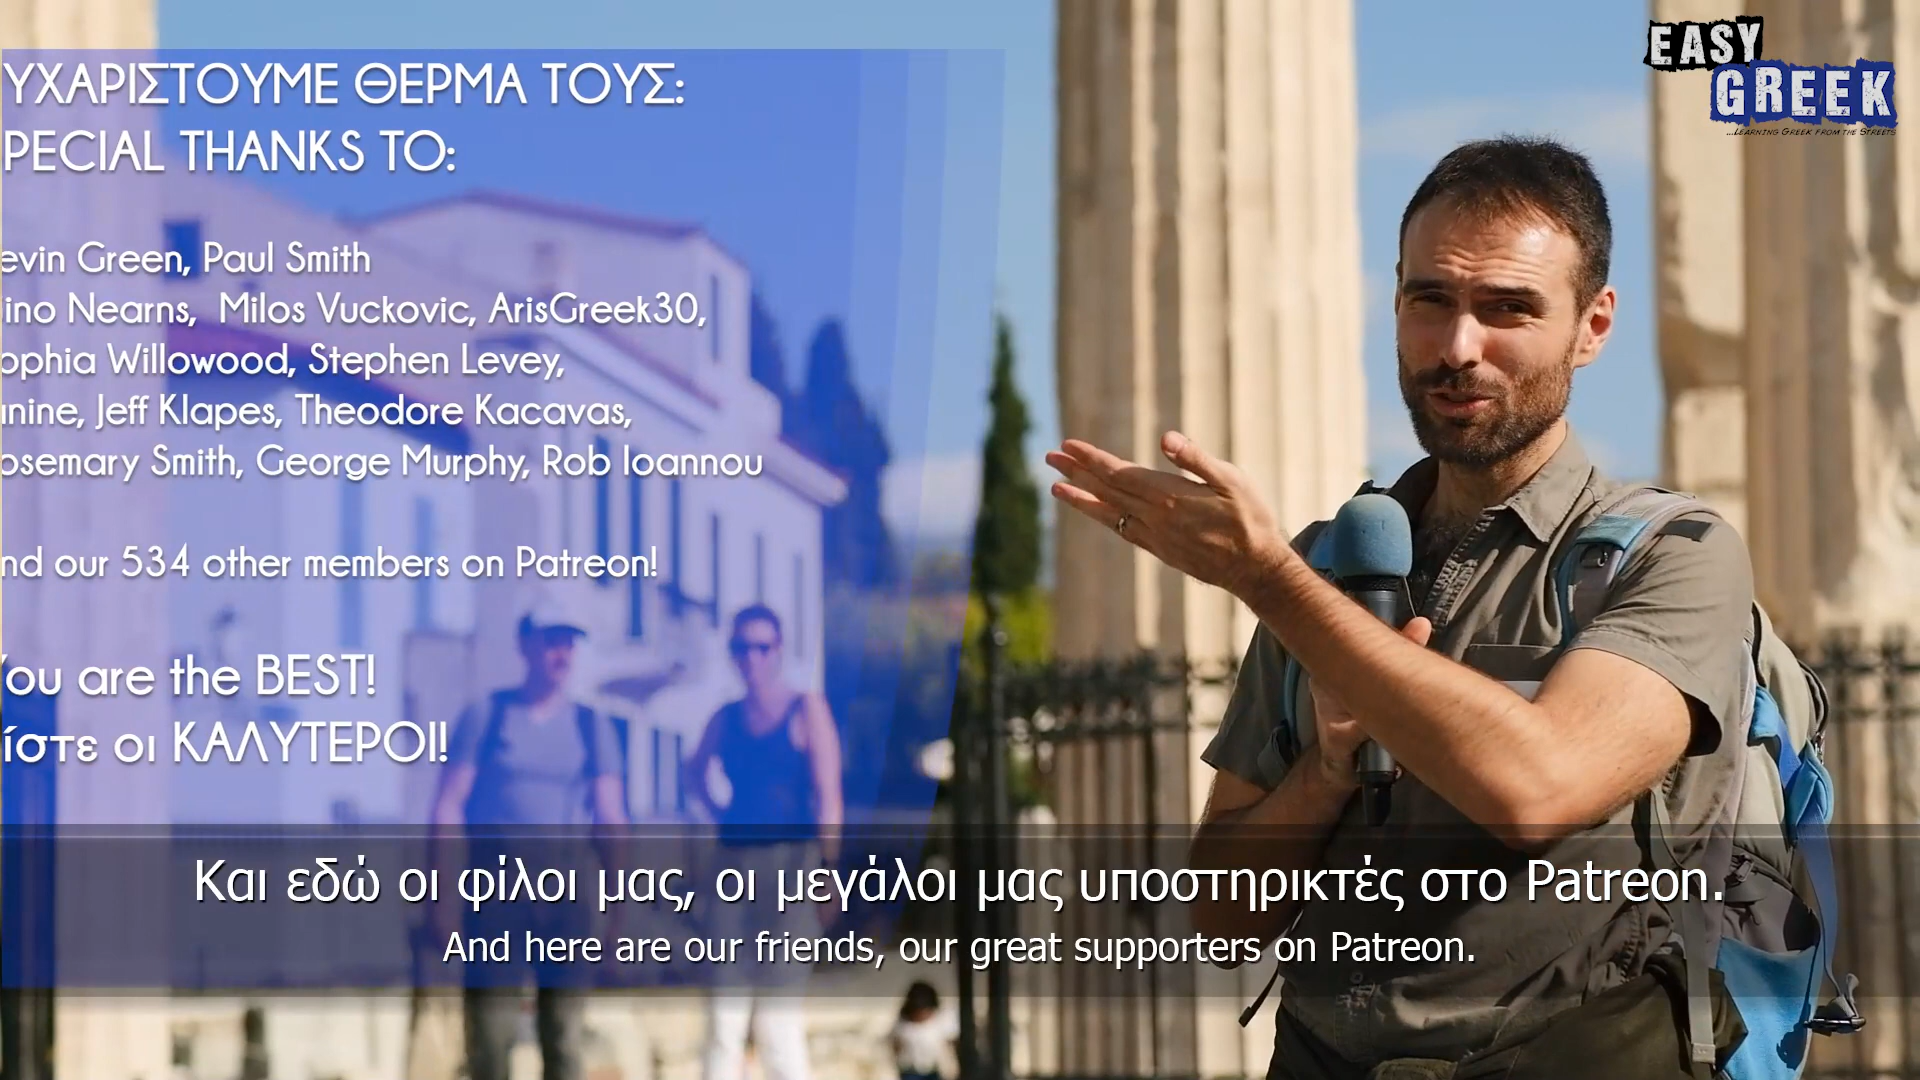 ΥΧΑΡΙΣΤΟΥΜΕ ΘΕΡΜΑ ΤΟΥΣ:
PECIAL THANKS TO:
evin Green, Paul Smith
ino Nearns, Milos Vuckovic, ArisGreek30,
ophia Willowood, Stephen Levey,
nine, Jeff Klapes, Theodore Kacavas,
osemary Smith, George Murphy, Rob Ioannou
nd our 534 other members on Patreon!
ou are the BEST!
ίστε οι ΚΑΛΥΤΕΡΟΙ!
EASY
GREEK
...Learning Greek from the Streets
Και εδώ οι φίλοι μας, οι μεγάλοι μας υποστηρικτές στο Patreon.
And here are our friends, our great supporters on Patreon.